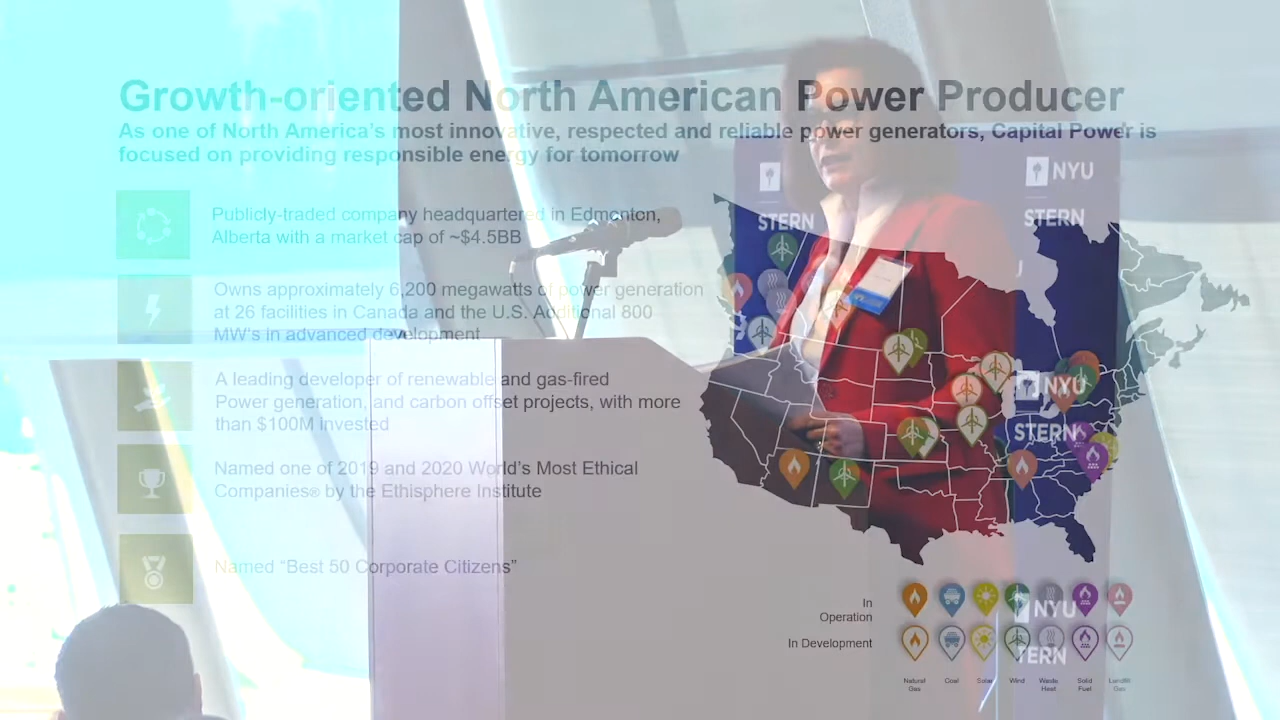 Growth-oriented North American Power Producer
As one of North America's most innovative, respected and reliable power generators, Capital Power is
focused on providing responsible energy for tomorrow
Publicly-traded company headquartered in Edmonton,
Alberta with a market cap of ~$4.5BB
Owns approximately 6,200 megawatts of power generation
at 26 facilities in Canada and the U.S. Additional 800
MW's in advanced development
A leading developer of renewable and gas-fired
Power generation, and carbon offset projects, with more
than $100M invested
Named one of 2019 and 2020 World's Most Ethical
Companies® by the Ethisphere Institute
Named “Best 50 Corporate Citizens”
NYU
STERN
STERN
NYU
STERN
NYU
TERN
In
Operation
In Development
Natural
Gas
Coal
Solar
Wind
Waste
Heat
Solid
Fuel
Landfill
Gas